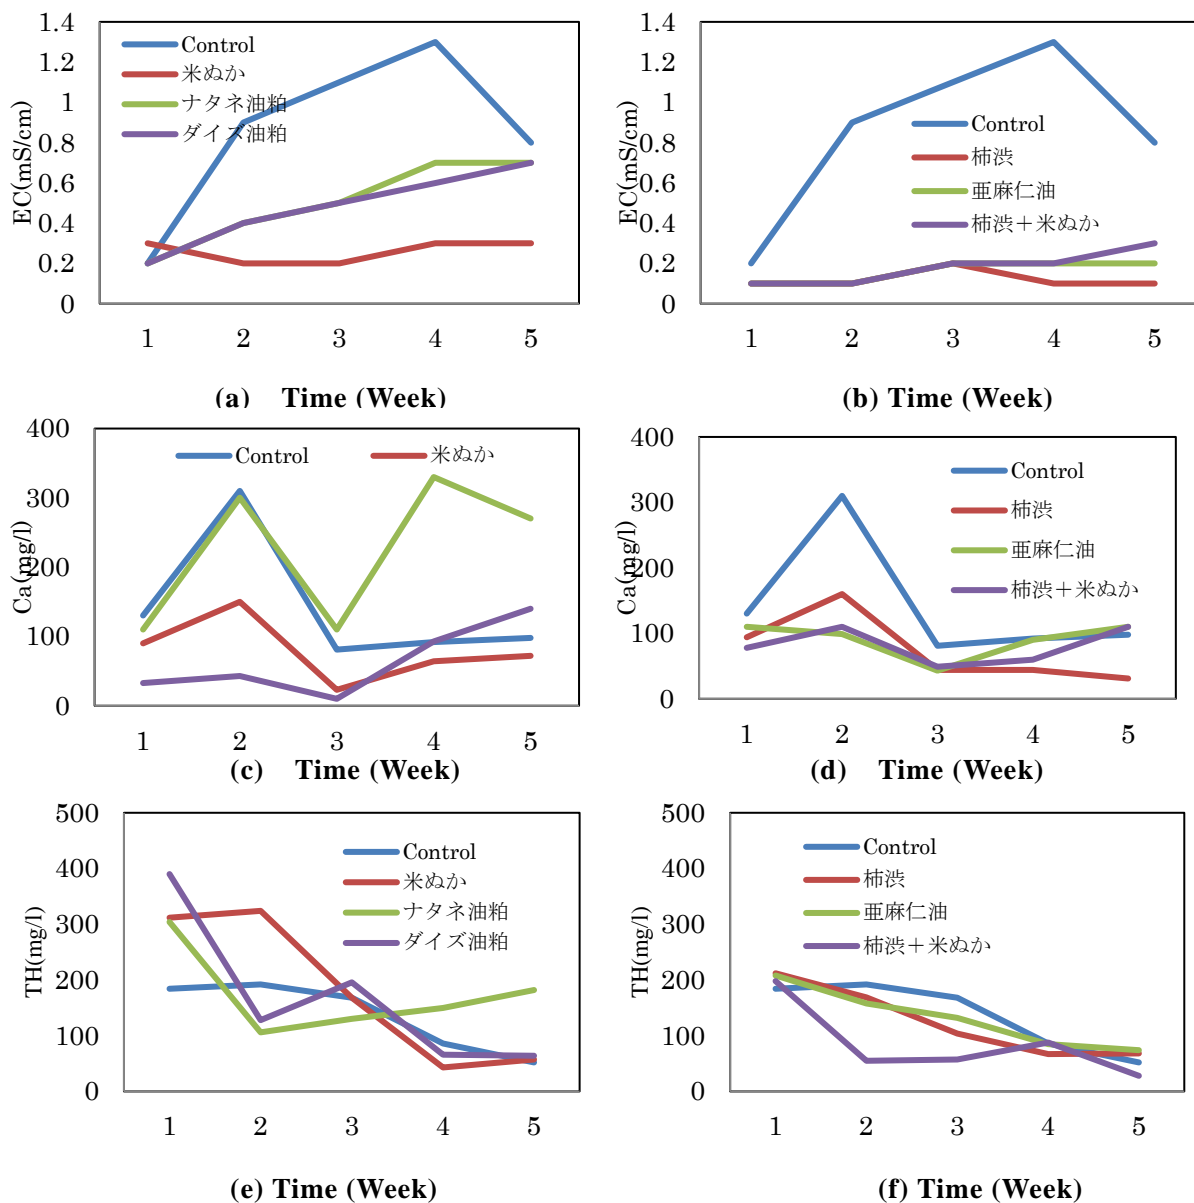 1.4
1.2
1
0.8
0.6
0.4
0.2
0
EC(mS/cm)
Control
米ぬか
ナタネ油粕
ダイズ油粕
1 2 3 4 5
(a) Time (Week)
1.4
1.2
1
0.8
0.6
0.4
0.2
0
EC(mS/cm)
Control
柿渋
亜麻仁油
柿渋＋米ぬか
1 2 3 4 5
(b) Time (Week)
400
300
200
100
0
Ca(mg/l)
Control 米ぬか
1 2 3 4 5
(c) Time (Week)
400
300
200
100
0
Ca(mg/l)
Control
柿渋
亜麻仁油
柿渋＋米ぬか
1 2 3 4 5
(d) Time (Week)
500
400
300
200
100
0
TH(mg/l)
Control
米ぬか
ナタネ油粕
ダイズ油粕
1 2 3 4 5
(e) Time (Week)
500
400
300
200
100
0
TH(mg/l)
Control
柿渋
亜麻仁油
柿渋＋米ぬか
1 2 3 4 5
(f) Time (Week)